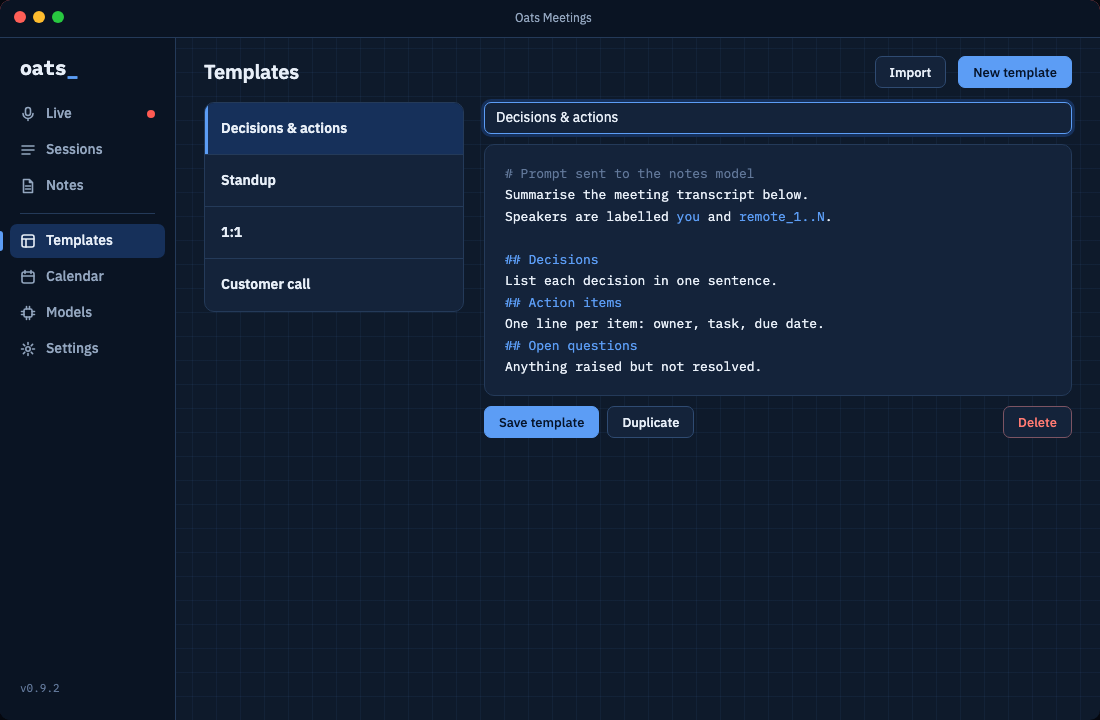 Oats Meetings
oats_
Live
Sessions
Notes
Templates
Calendar
Models
Settings
v0.9.2
Templates
Import
New template
Decisions & actions
Standup
1:1
Customer call
Decisions & actions
# Prompt sent to the notes model
Summarise the meeting transcript below.
Speakers are labelled you and remote_1..N.
## Decisions
List each decision in one sentence.
## Action items
One line per item: owner, task, due date.
## Open questions
Anything raised but not resolved.
Save template
Duplicate
Delete